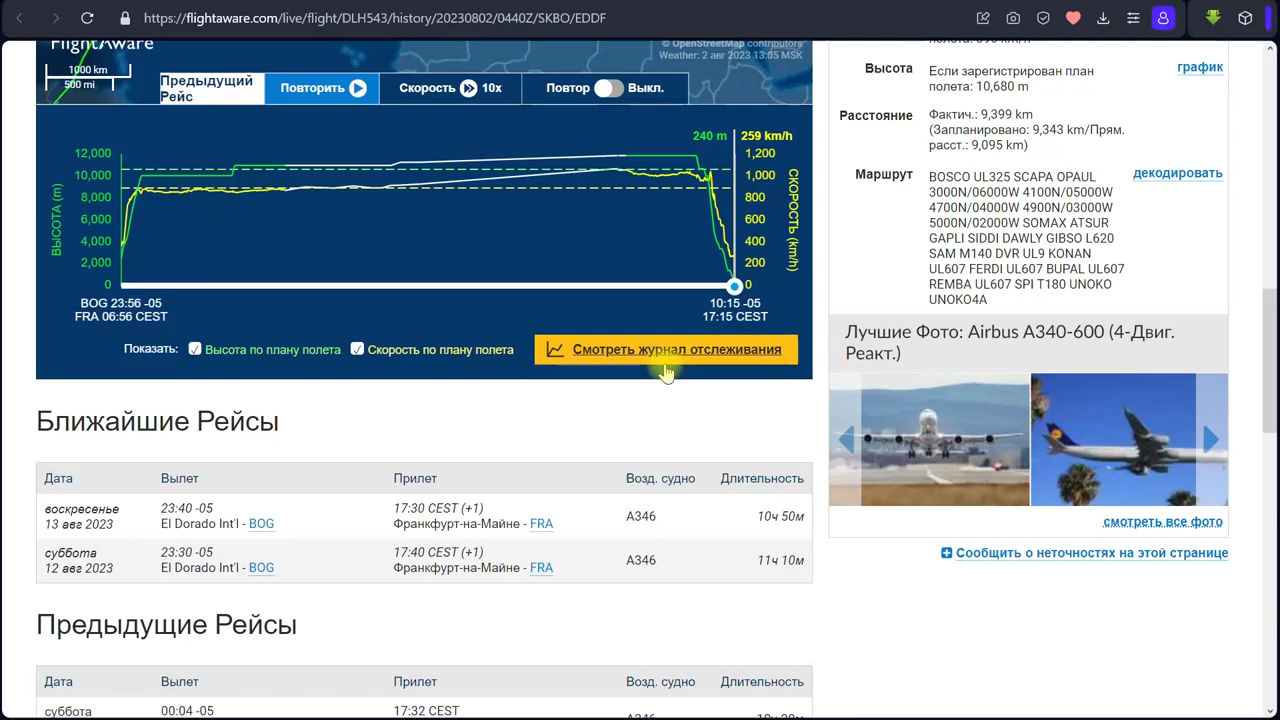 https://flightaware.com/live/flight/DLH543/history/20230802/0440Z/SKBO/EDDF
FlightAware
1000 km
500 mi
© OpenStreetMap contributors
Weather: 2 авг 2023 13:05 MSK
Предыдущий
Рейс
Повторить
Скорость 10x
Повтор Выкл.
240 m 259 km/h
12,000
10,000
8,000
6,000
4,000
2,000
0
ВЫСОТА (m)
1,200
1,000
800
600
400
200
0
СКОРОСТЬ (km/h)
BOG 23:56 -05
FRA 06:56 CEST
10:15 -05
17:15 CEST
Показать: Высота по плану полета Скорость по плану полета
Смотреть журнал отслеживания
Ближайшие Рейсы
Дата Вылет Прилет Возд. судно Длительность
воскресенье
13 авг 2023
23:40 -05
El Dorado Int'l - BOG
17:30 CEST (+1)
Франкфурт-на-Майне - FRA
A346
10ч 50м
суббота
12 авг 2023
23:30 -05
El Dorado Int'l - BOG
17:40 CEST (+1)
Франкфурт-на-Майне - FRA
A346
11ч 10м
Предыдущие Рейсы
Дата Вылет Прилет Возд. судно Длительность
суббота 00:04 -05 17:32 CEST A346
Высота
Если зарегистрирован план
полета: 10,680 m
график
Расстояние
Фактич.: 9,399 km
(Запланировано: 9,343 km/Прям.
расст.: 9,095 km)
Маршрут
BOSCO UL325 SCAPA OPAUL
3000N/06000W 4100N/05000W
4700N/04000W 4900N/03000W
5000N/02000W SOMAX ATSUR
GAPLI SIDDI DAWLY GIBSO L620
SAM M140 DVR UL9 KONAN
UL607 FERDI UL607 BUPAL UL607
REMBA UL607 SPI T180 UNOKO
UNOKO4A
декодировать
Лучшие Фото: Airbus A340-600 (4-Двиг.
Реакт.)
смотреть все фото
Сообщить о неточностях на этой странице